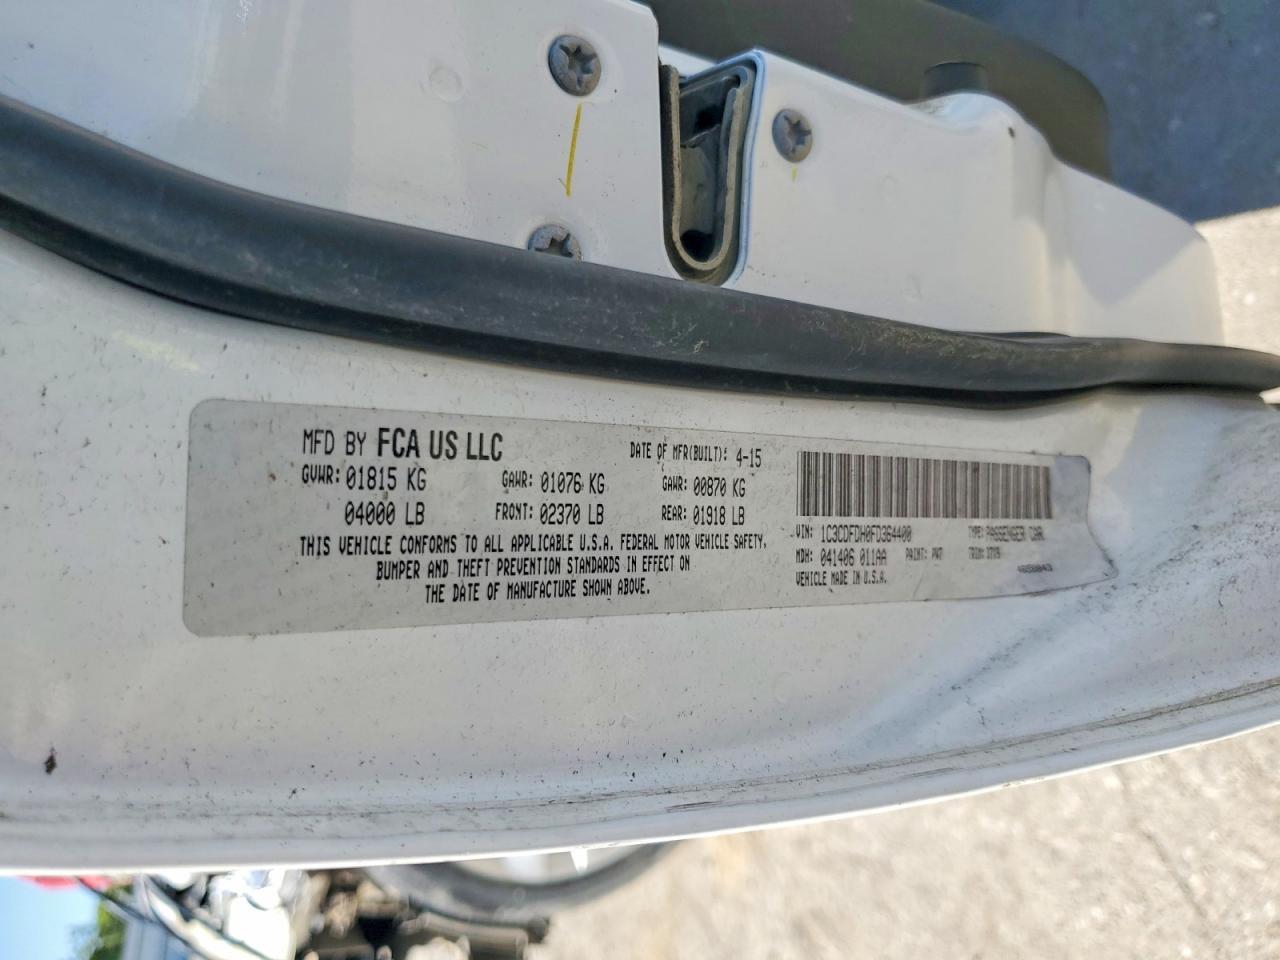 MFD BY FCA US LLC
DATE OF MFR(BUILT): 4-15
GVWR: 01815 KG
GAWR: 01076 KG
GAWR: 00870 KG
04000 LB
FRONT: 02370 LB
REAR: 01918 LB
THIS VEHICLE CONFORMS TO ALL APPLICABLE U.S.A. FEDERAL MOTOR VEHICLE SAFETY,
BUMPER AND THEFT PREVENTION STANDARDS IN EFFECT ON
THE DATE OF MANUFACTURE SHOWN ABOVE.
VIN: 1C3CDFDH0FD364400
TYPE: PASSENGER CAR
MDH: 041406 011AA
PAINT: PW7
TRIM:
VEHICLE MADE IN U.S.A.